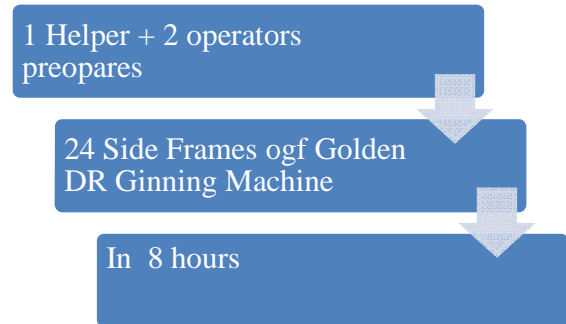 1 Helper + 2 operators
preopares
24 Side Frames ogf Golden
DR Ginning Machine
In  8 hours